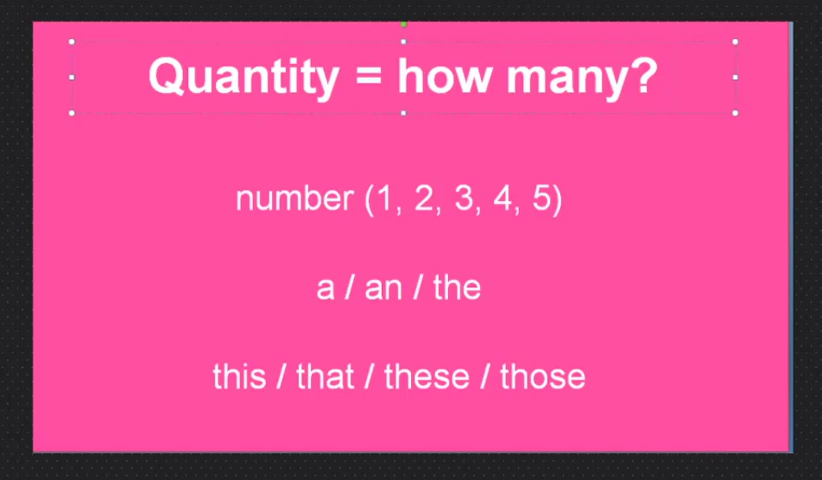 Quantity = how many?
number (1, 2, 3, 4, 5)
a / an / the
this / that / these / those